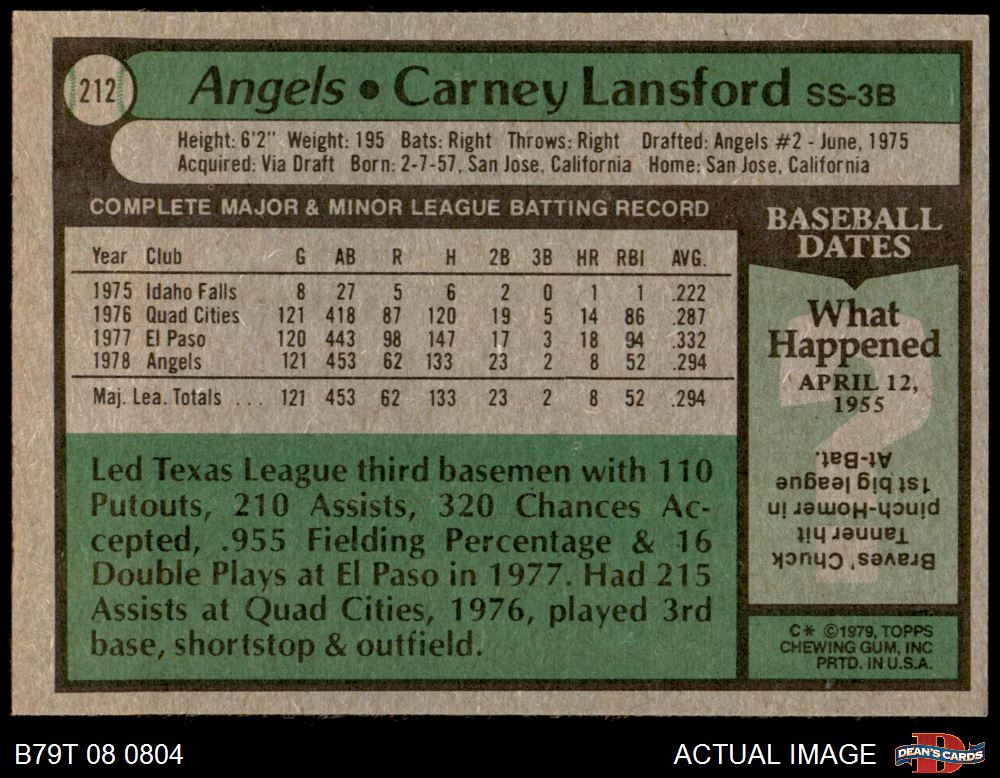 212
Angels • Carney Lansford SS-3B
Height: 6'2" Weight: 195 Bats: Right Throws: Right Drafted: Angels #2 - June, 1975
Acquired: Via Draft Born: 2-7-57, San Jose, California Home: San Jose, California
COMPLETE MAJOR & MINOR LEAGUE BATTING RECORD
Year Club G AB R H 2B 3B HR RBI AVG.
1975 Idaho Falls 8 27 5 6 2 0 1 1 .222
1976 Quad Cities 121 418 87 120 19 5 14 86 .287
1977 El Paso 120 443 98 147 17 3 18 94 .332
1978 Angels 121 453 62 133 23 2 8 52 .294
Maj. Lea. Totals ... 121 453 62 133 23 2 8 52 .294
Led Texas League third basemen with 110
Putouts, 210 Assists, 320 Chances Ac-
cepted, .955 Fielding Percentage & 16
Double Plays at El Paso in 1977. Had 215
Assists at Quad Cities, 1976, played 3rd
base, shortstop & outfield.
BASEBALL
DATES
What
Happened
APRIL 12,
1955
Braves' Chuck
Tanner hit
pinch-Homer in
1st big league
At-Bat.
C* ©1979, TOPPS
CHEWING GUM, INC
PRTD. IN U.S.A.
B79T 08 0804
ACTUAL IMAGE
DEAN'S CARDS